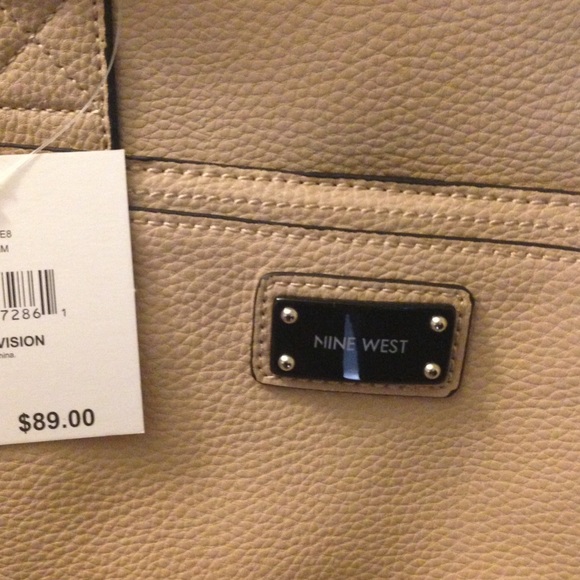 E8
M
7286 1
VISION
hina.
$89.00
NINE WEST